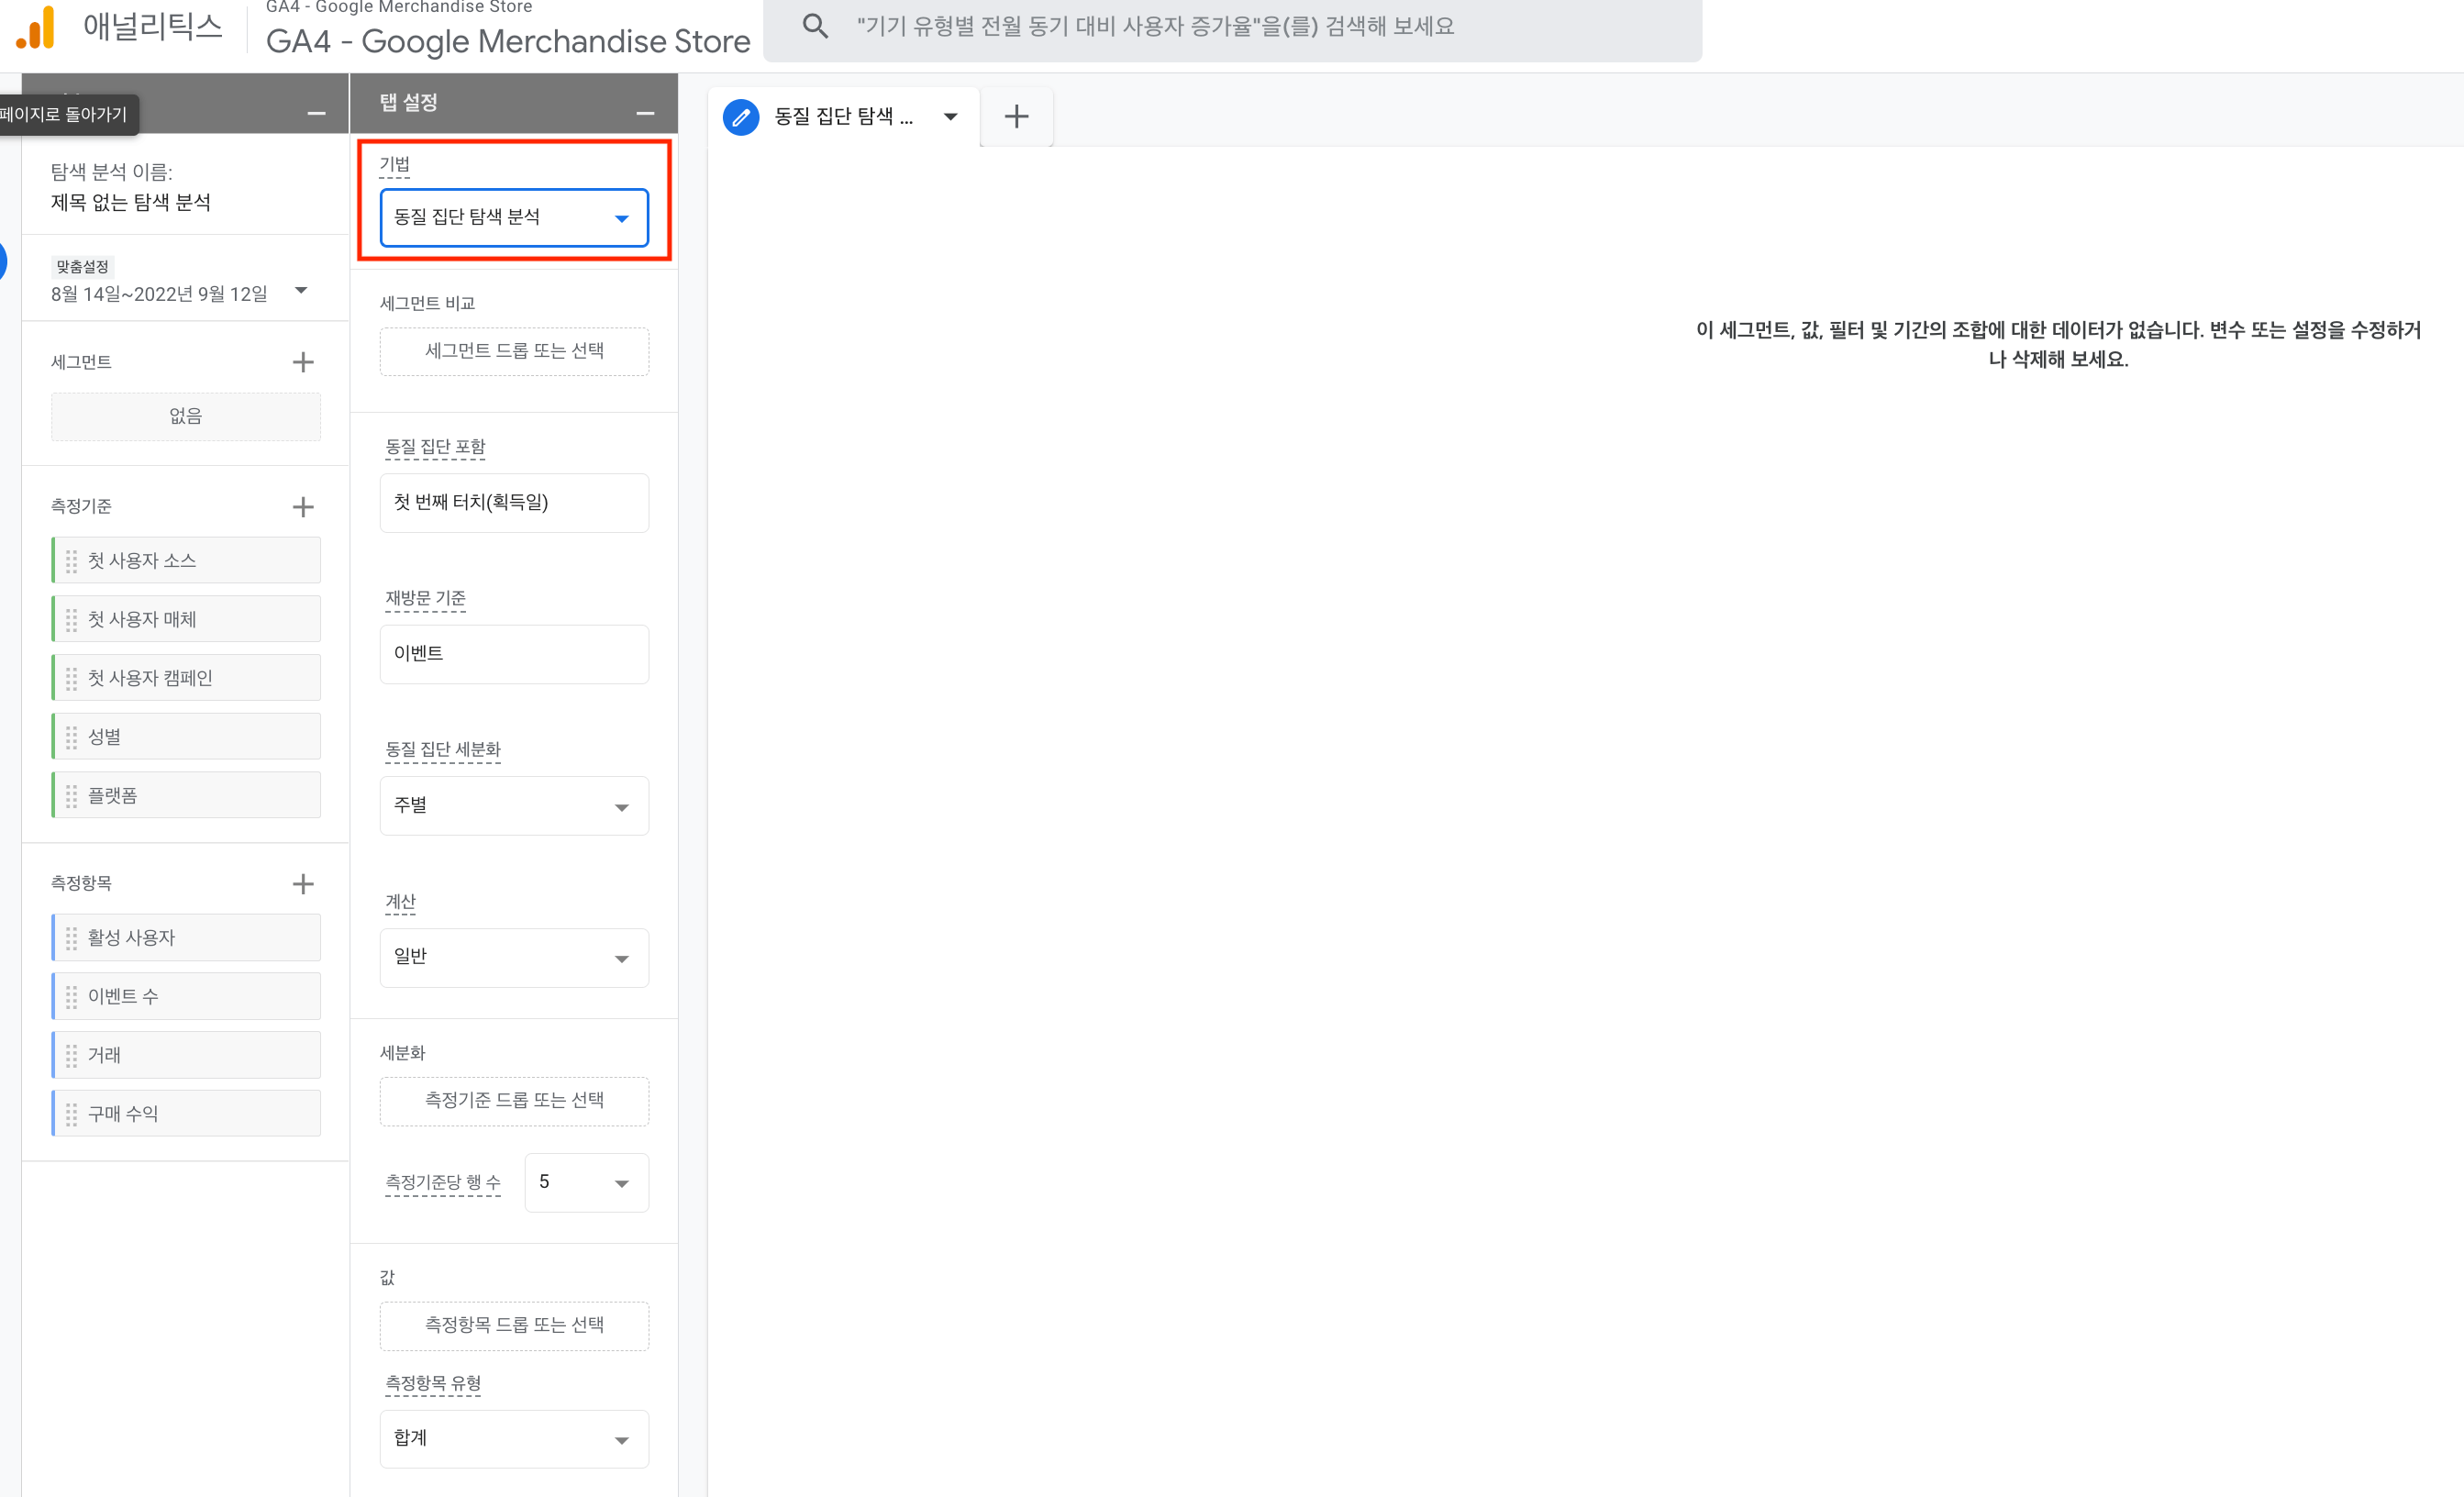 애널리틱스
GA4 - Google Merchandise Store
GA4 - Google Merchandise Store
"기기 유형별 전월 동기 대비 사용자 증가율"을(를) 검색해 보세요
페이지로 돌아가기
탐색 분석 이름:
제목 없는 탐색 분석
맞춤설정
8월 14일~2022년 9월 12일
세그먼트
없음
측정기준
첫 사용자 소스
첫 사용자 매체
첫 사용자 캠페인
성별
플랫폼
측정항목
활성 사용자
이벤트 수
거래
구매 수익
탭 설정
기법
동질 집단 탐색 분석
세그먼트 비교
세그먼트 드롭 또는 선택
동질 집단 포함
첫 번째 터치(획득일)
재방문 기준
이벤트
동질 집단 세분화
주별
계산
일반
세분화
측정기준 드롭 또는 선택
측정기준당 행 수
5
값
측정항목 드롭 또는 선택
측정항목 유형
합계
동질 집단 탐색 ...
이 세그먼트, 값, 필터 및 기간의 조합에 대한 데이터가 없습니다. 변수 또는 설정을 수정하거
나 삭제해 보세요.